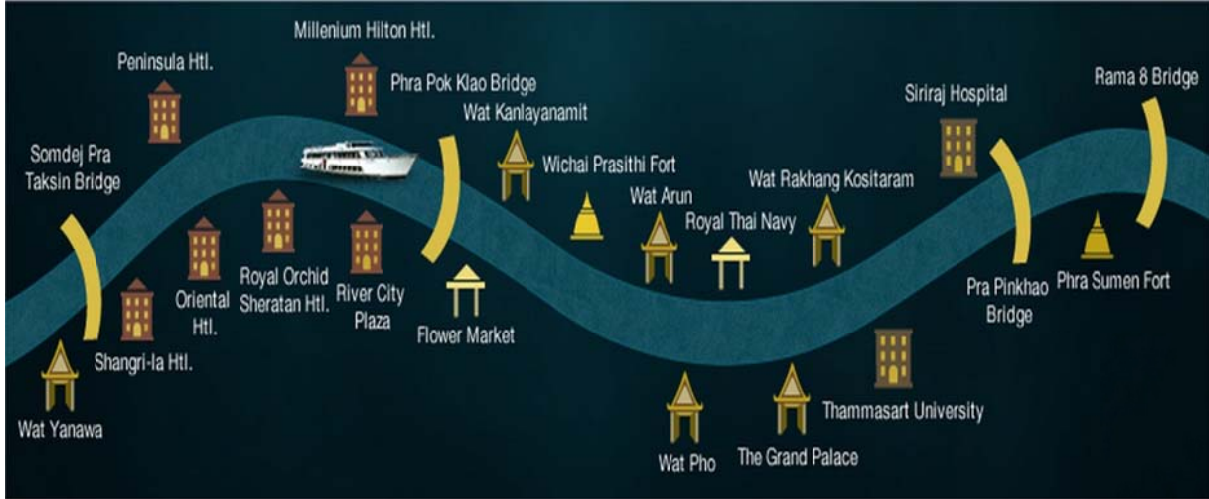 Millenium Hilton Htl.
Peninsula Htl.
Phra Pok Klao Bridge
Rama 8 Bridge
Siriraj Hospital
Wat Kanlayanamit
Somdej Pra
Taksin Bridge
Wichai Prasithi Fort
Wat Arun
Wat Rakhang Kositaram
Royal Thai Navy
Oriental
Htl.
Royal Orchid
Sheratan Htl.
River City
Plaza
Flower Market
Pra Pinkhao
Bridge
Phra Sumen Fort
Shangri-la Htl.
Wat Yanawa
Thammasart University
Wat Pho
The Grand Palace